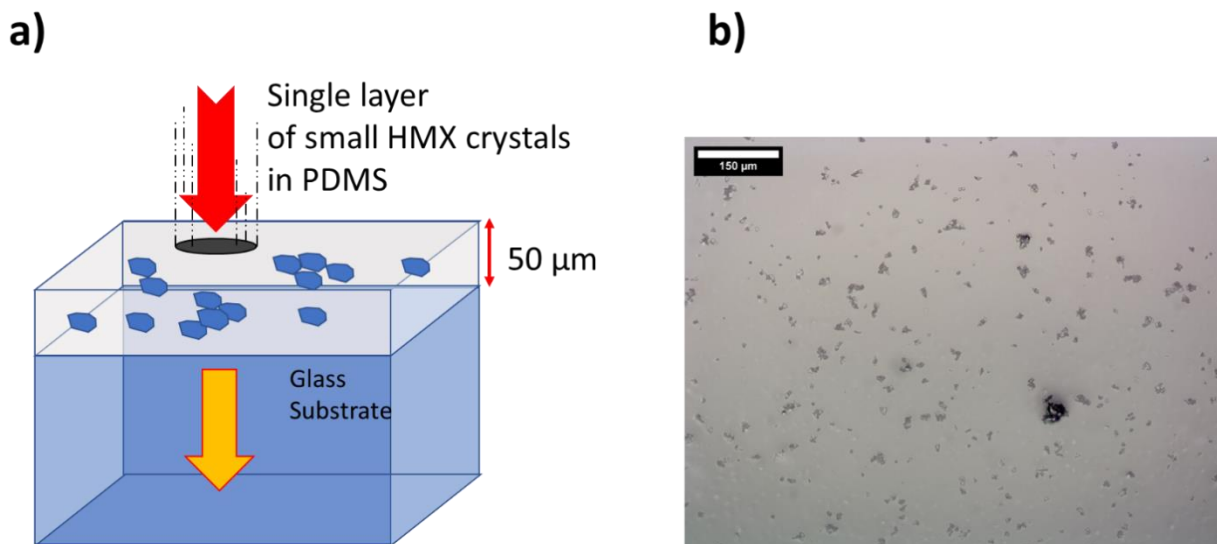 a)
Single layer
of small HMX crystals
in PDMS
50 μm
Glass
Substrate
b)
150 μm